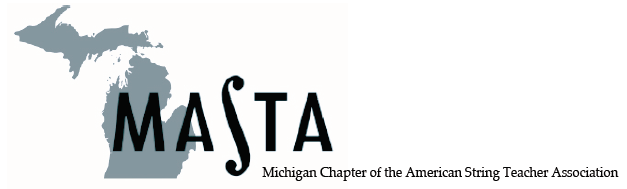 MASTA
Michigan Chapter of the American String Teacher Association